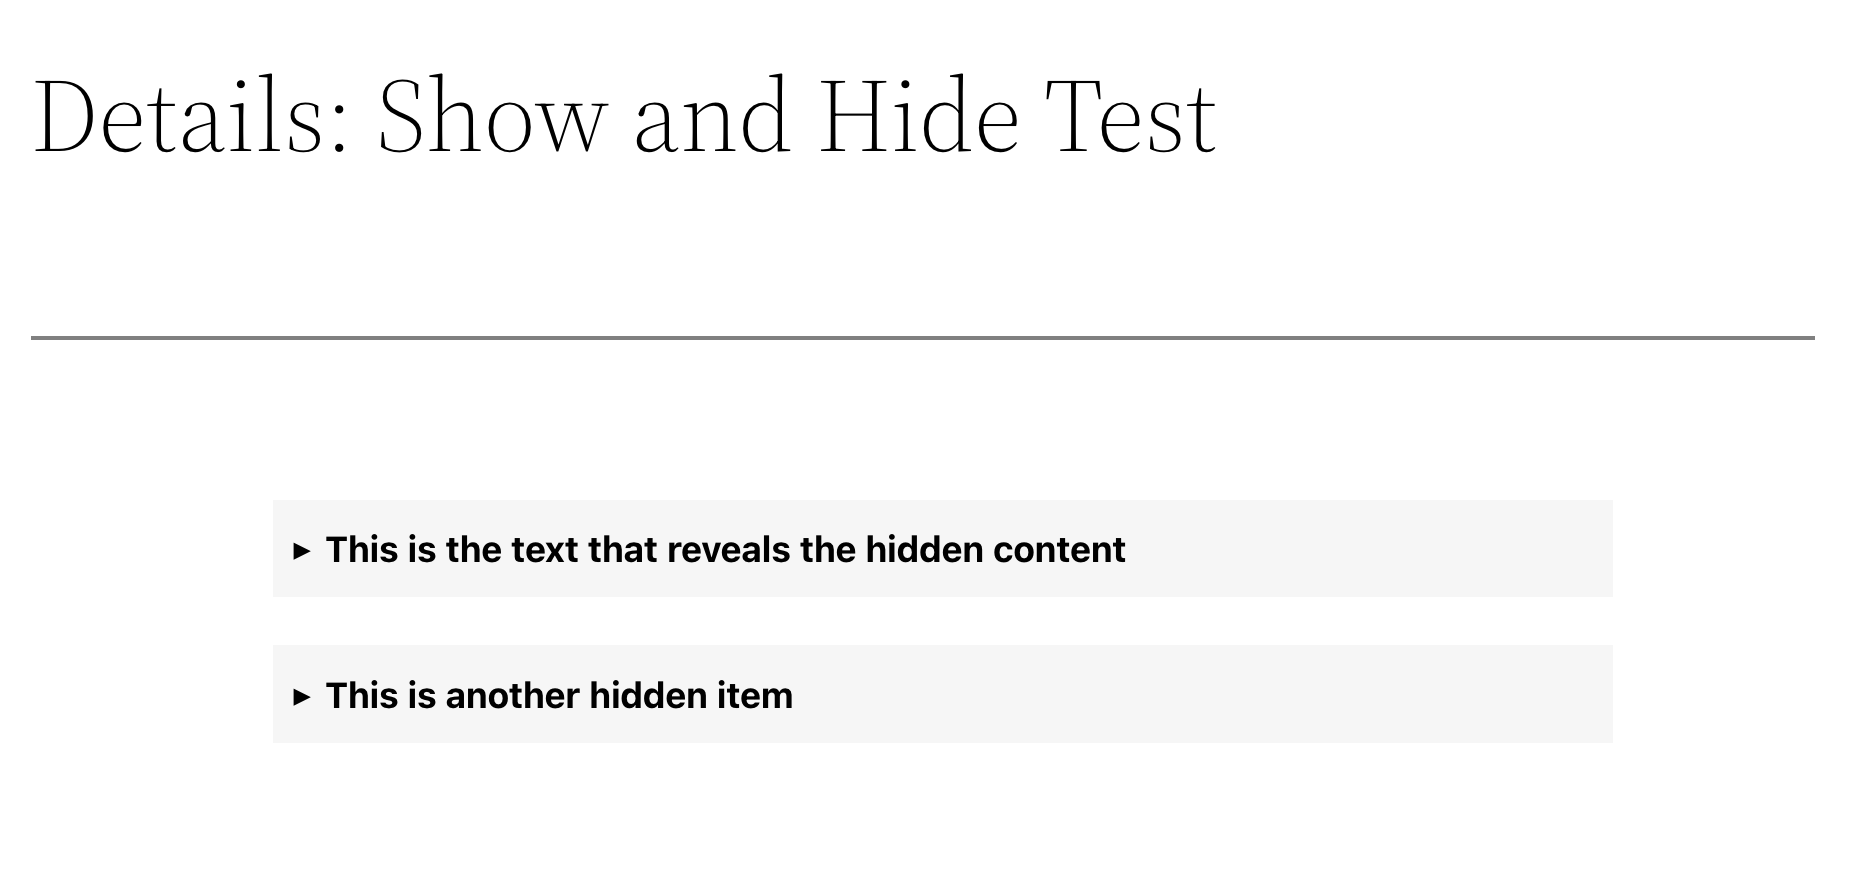 Details: Show and Hide Test
This is the text that reveals the hidden content
This is another hidden item